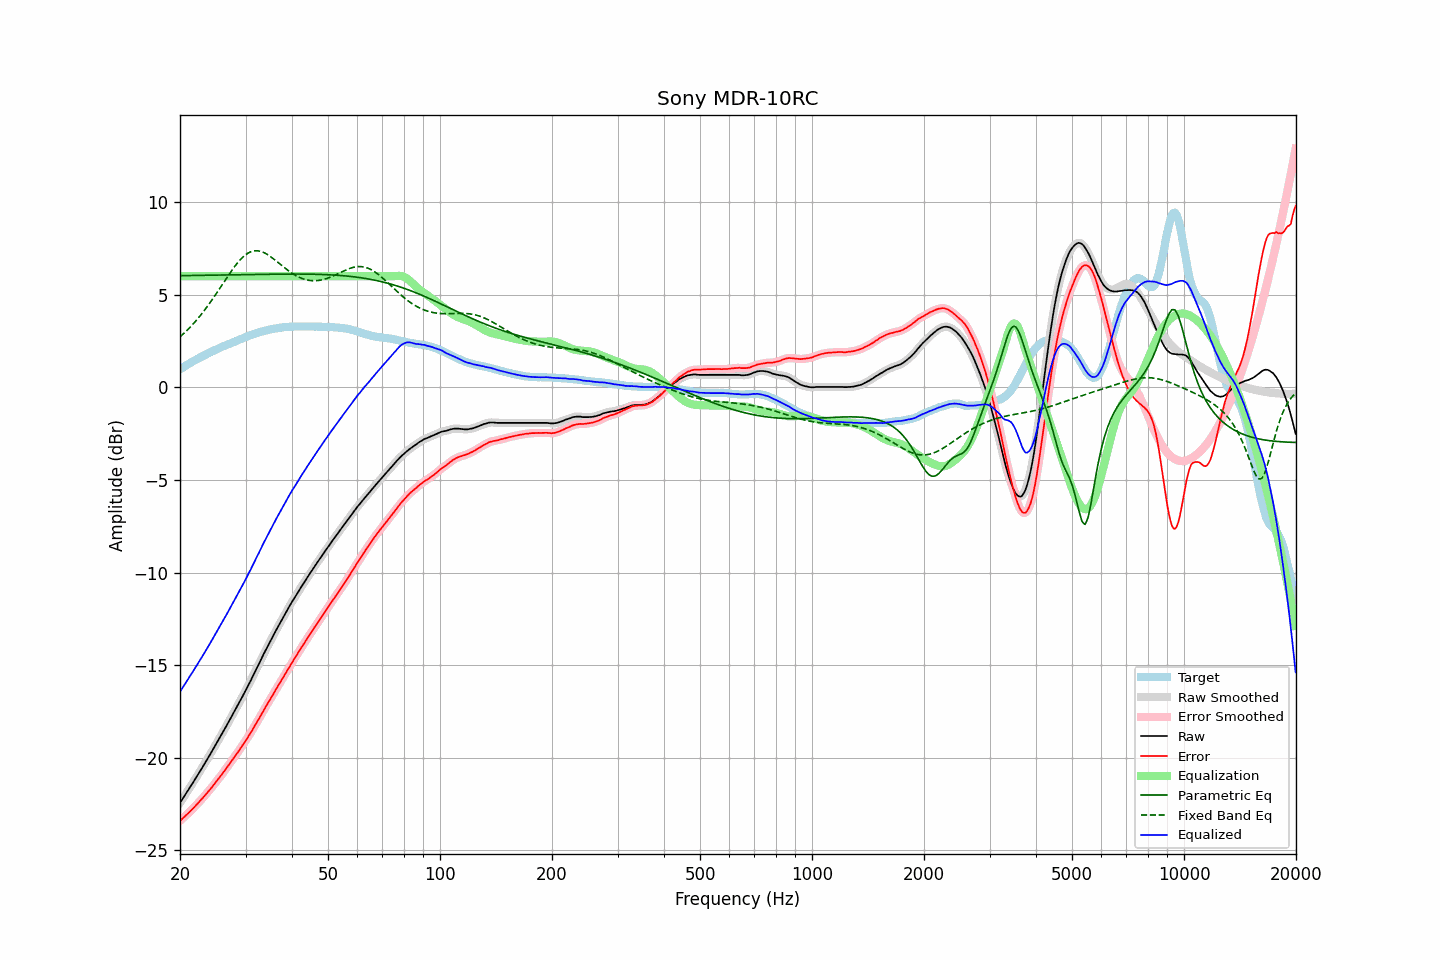 Sony MDR-10RC
Amplitude (dBr)
10
5
0
−5
−10
−15
−20
−25
20
50
100
200
500
1000
2000
5000
10000
20000
Frequency (Hz)
Target
Raw Smoothed
Error Smoothed
Raw
Error
Equalization
Parametric Eq
Fixed Band Eq
Equalized